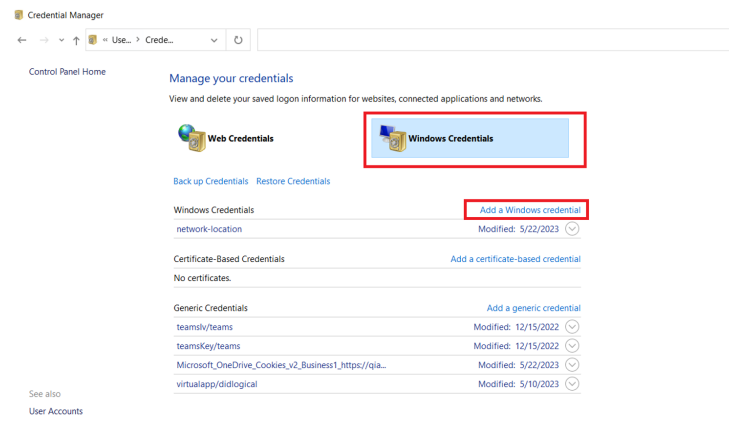 Credential Manager
« Use... › Crede...
Control Panel Home
Manage your credentials
View and delete your saved logon information for websites, connected applications and networks.
Web Credentials
Windows Credentials
Back up Credentials Restore Credentials
Windows Credentials Add a Windows credential
network-location Modified: 5/22/2023
Certificate-Based Credentials Add a certificate-based credential
No certificates.
Generic Credentials Add a generic credential
teamsIv/teams Modified: 12/15/2022
teamsKey/teams Modified: 12/15/2022
Microsoft_OneDrive_Cookies_v2_Business1_https://qia... Modified: 5/22/2023
virtualapp/didlogical Modified: 5/10/2023
See also
User Accounts